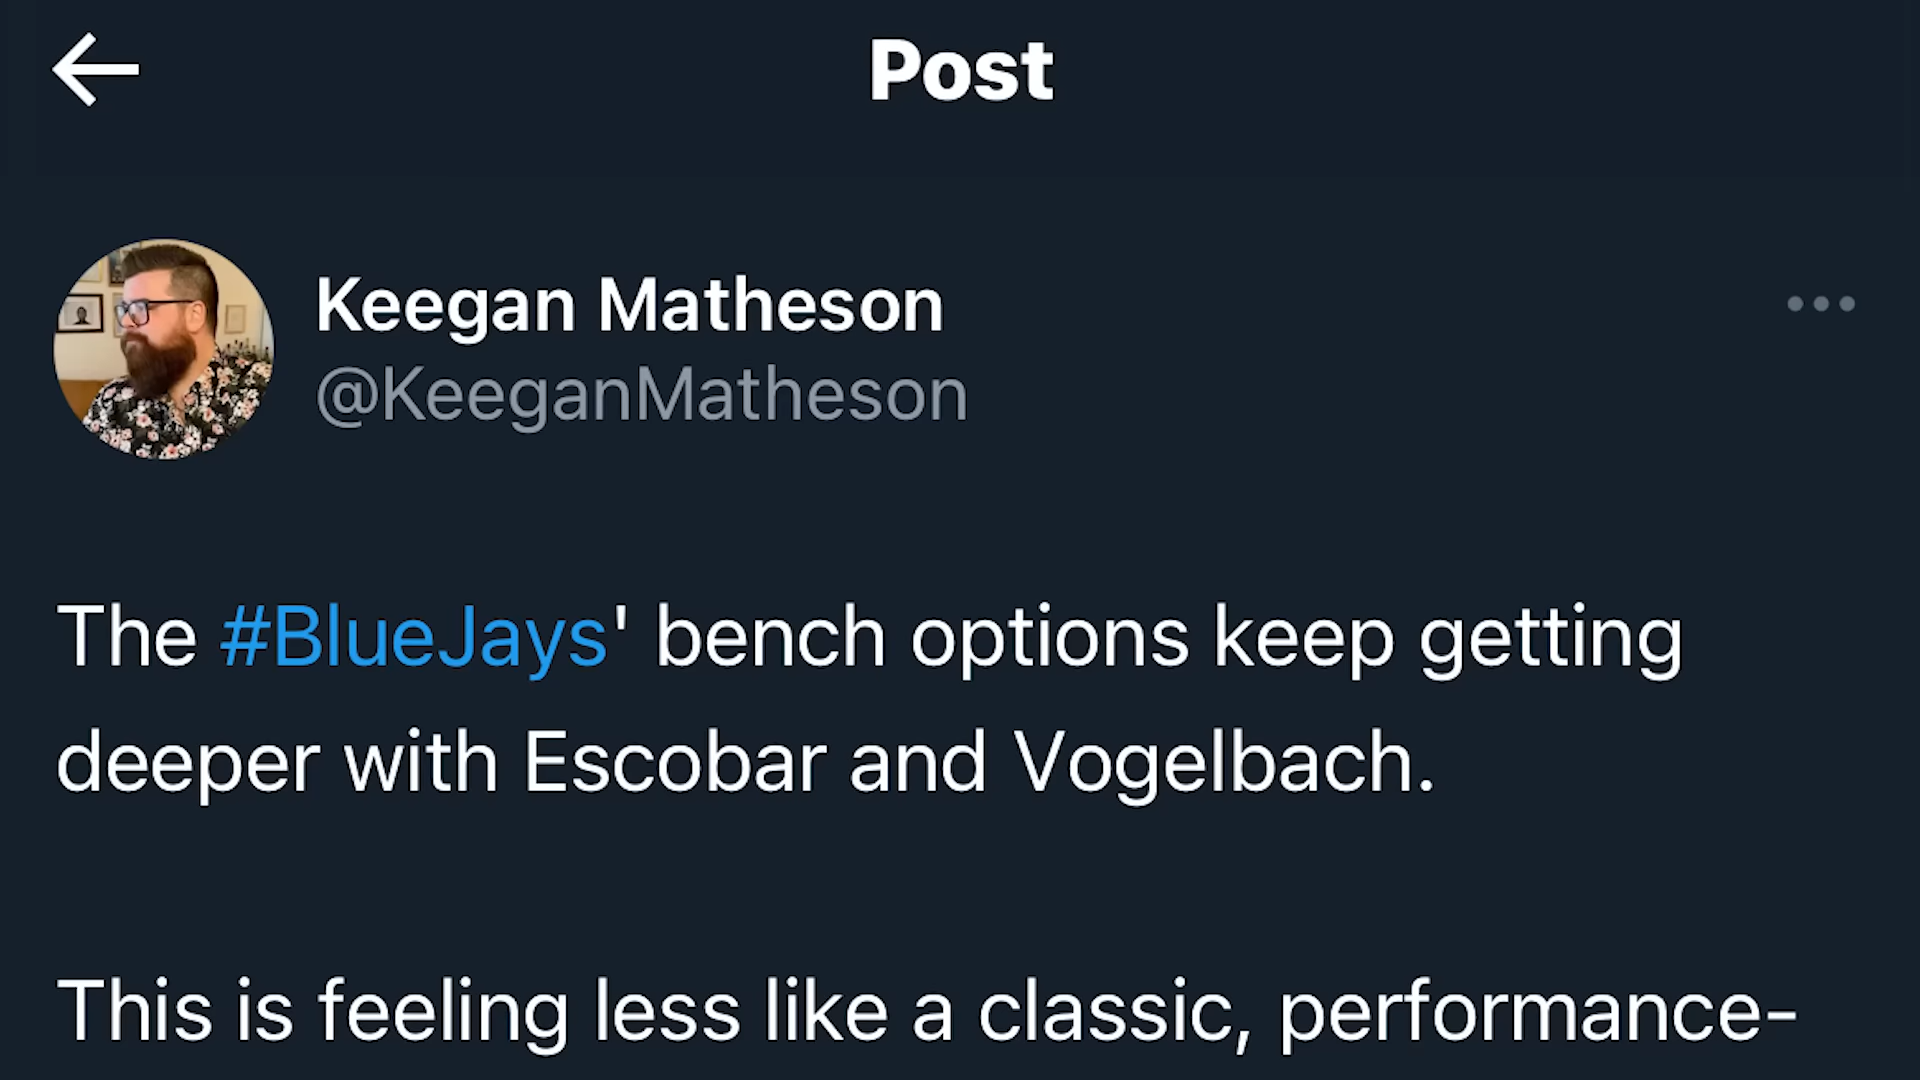 Post
Keegan Matheson
@KeeganMatheson
The #BlueJays' bench options keep getting
deeper with Escobar and Vogelbach.
This is feeling less like a classic, performance-